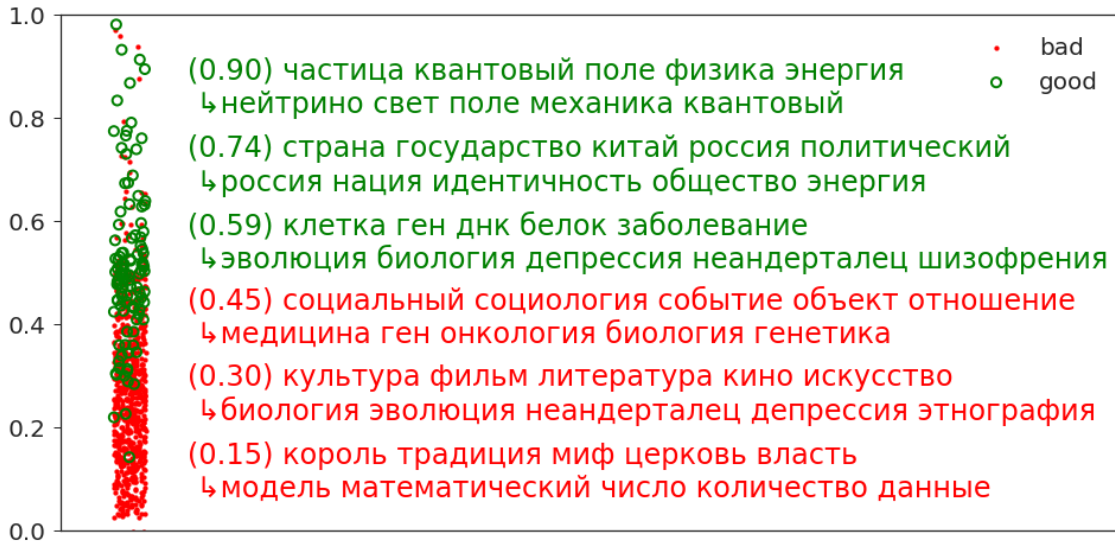 1.0
0.8
0.6
0.4
0.2
0.0
bad
good
(0.90) частица квантовый поле физика энергия
↳нейтрино свет поле механика квантовый
(0.74) страна государство китай россия политический
↳россия нация идентичность общество энергия
(0.59) клетка ген днк белок заболевание
↳эволюция биология депрессия неандерталец шизофрения
(0.45) социальный социология событие объект отношение
↳медицина ген онкология биология генетика
(0.30) культура фильм литература кино искусство
↳биология эволюция неандерталец депрессия этнография
(0.15) король традиция миф церковь власть
↳модель математический число количество данные